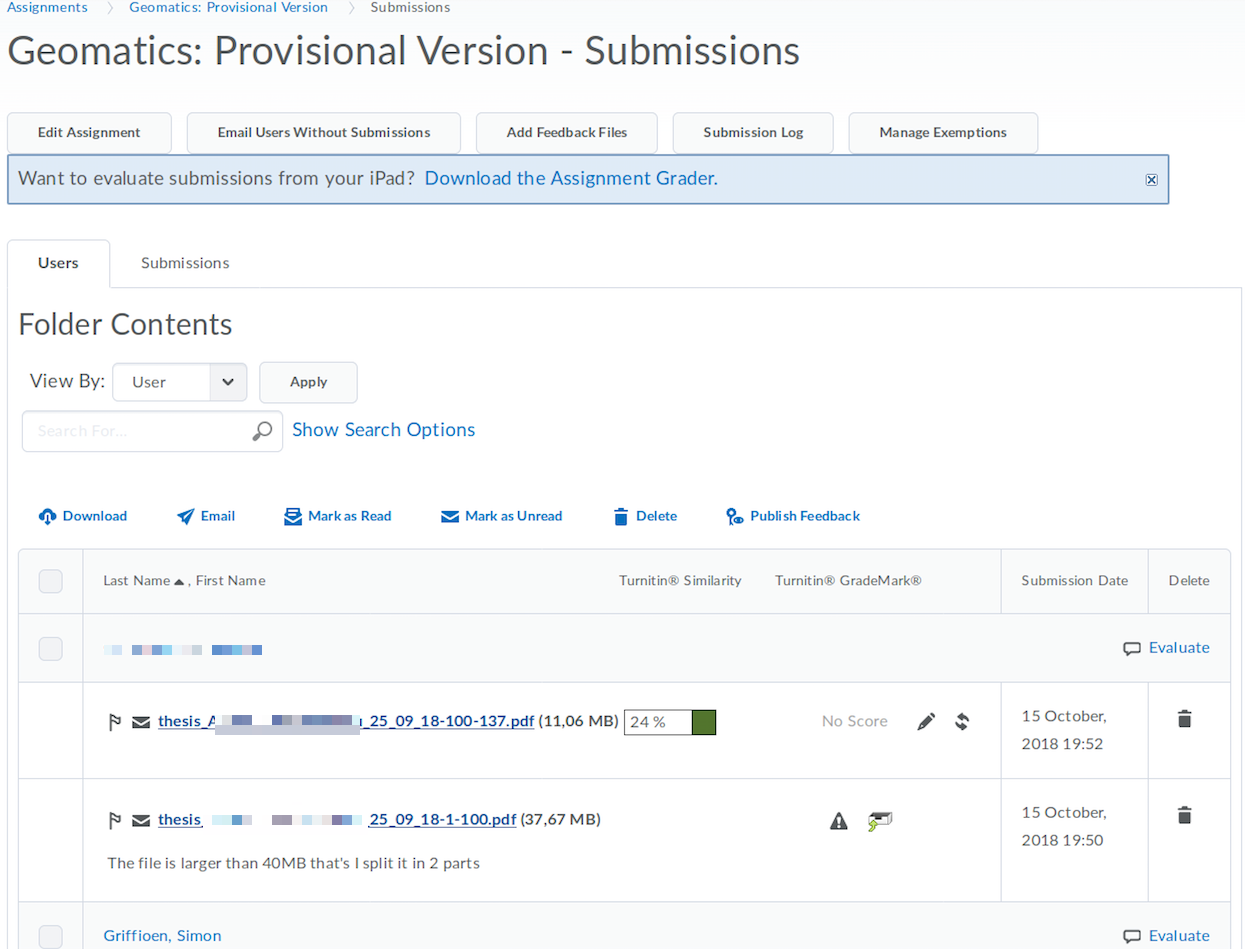 Assignments > Geomatics: Provisional Version > Submissions
Geomatics: Provisional Version - Submissions
Edit Assignment Email Users Without Submissions Add Feedback Files Submission Log Manage Exemptions
Want to evaluate submissions from your iPad? Download the Assignment Grader.
Users Submissions
Folder Contents
View By: User Apply
Search For... Show Search Options
Download Email Mark as Read Mark as Unread Delete Publish Feedback
Last Name ▲, First Name Turnitin® Similarity Turnitin® GradeMark® Submission Date Delete
Evaluate
thesis_A _25_09_18-100-137.pdf (11,06 MB) 24 % No Score 15 October,
2018 19:52
thesis_ _25_09_18-1-100.pdf (37,67 MB) 15 October,
2018 19:50
The file is larger than 40MB that's I split it in 2 parts
Griffioen, Simon Evaluate